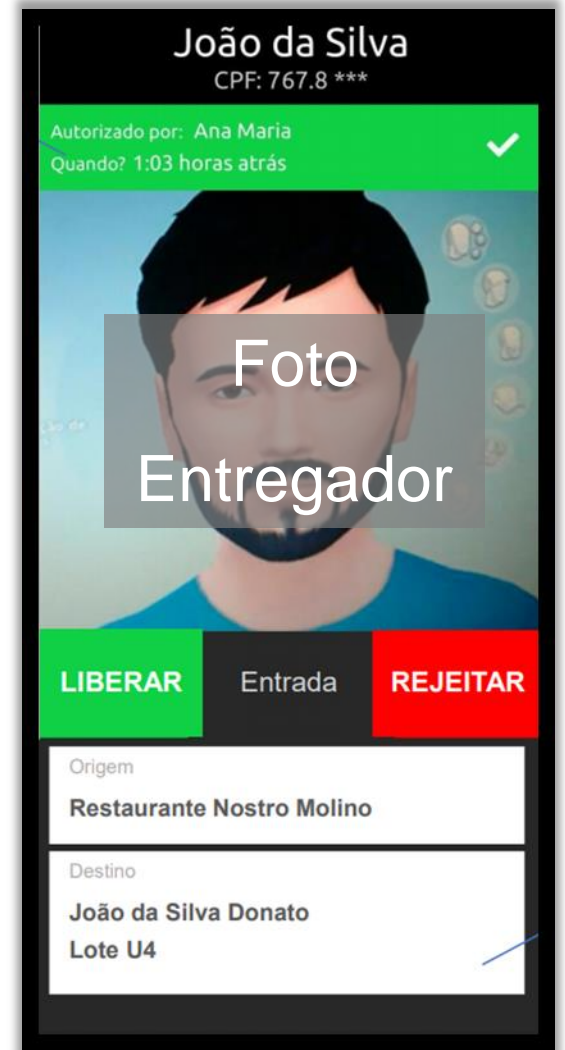 João da Silva
CPF: 767.8 ***
Autorizado por: Ana Maria
Quando? 1:03 horas atrás
Foto
Entregador
LIBERAR
Entrada
REJEITAR
Origem
Restaurante Nostro Molino
Destino
João da Silva Donato
Lote U4